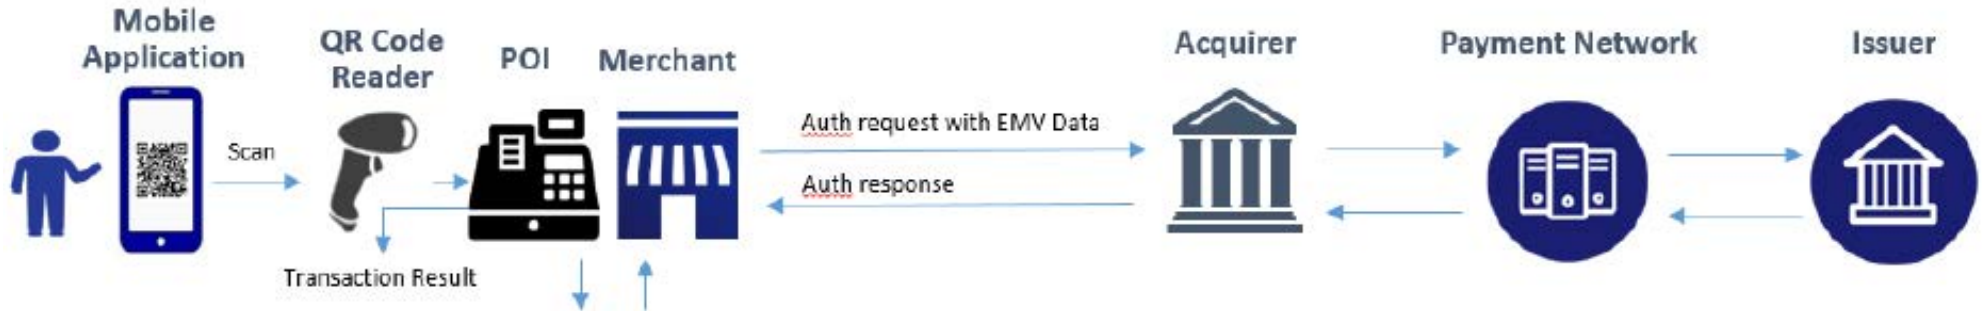 Mobile
Application
QR Code
Reader
POI
Merchant
Acquirer
Payment Network
Issuer
Scan
Auth request with EMV Data
Auth response
Transaction Result